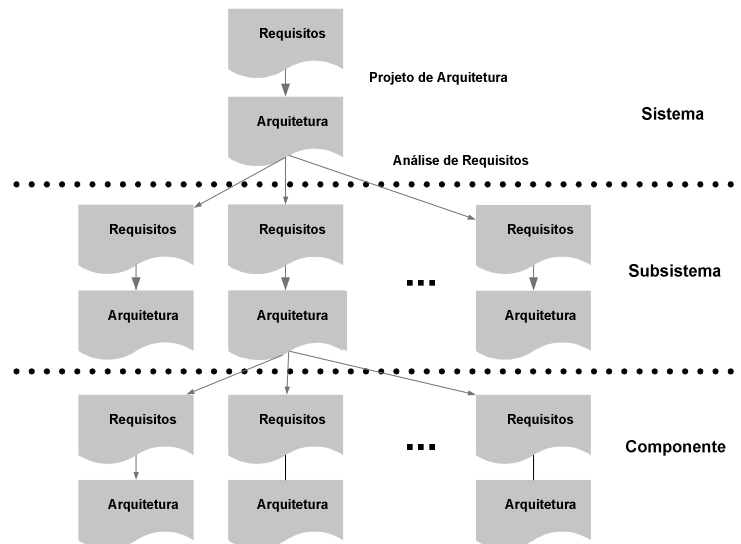 Requisitos
Projeto de Arquitetura
Arquitetura
Sistema
Análise de Requisitos
Requisitos Requisitos Requisitos
Subsistema
...
Arquitetura Arquitetura Arquitetura
Requisitos Requisitos Requisitos
... Componente
Arquitetura Arquitetura Arquitetura